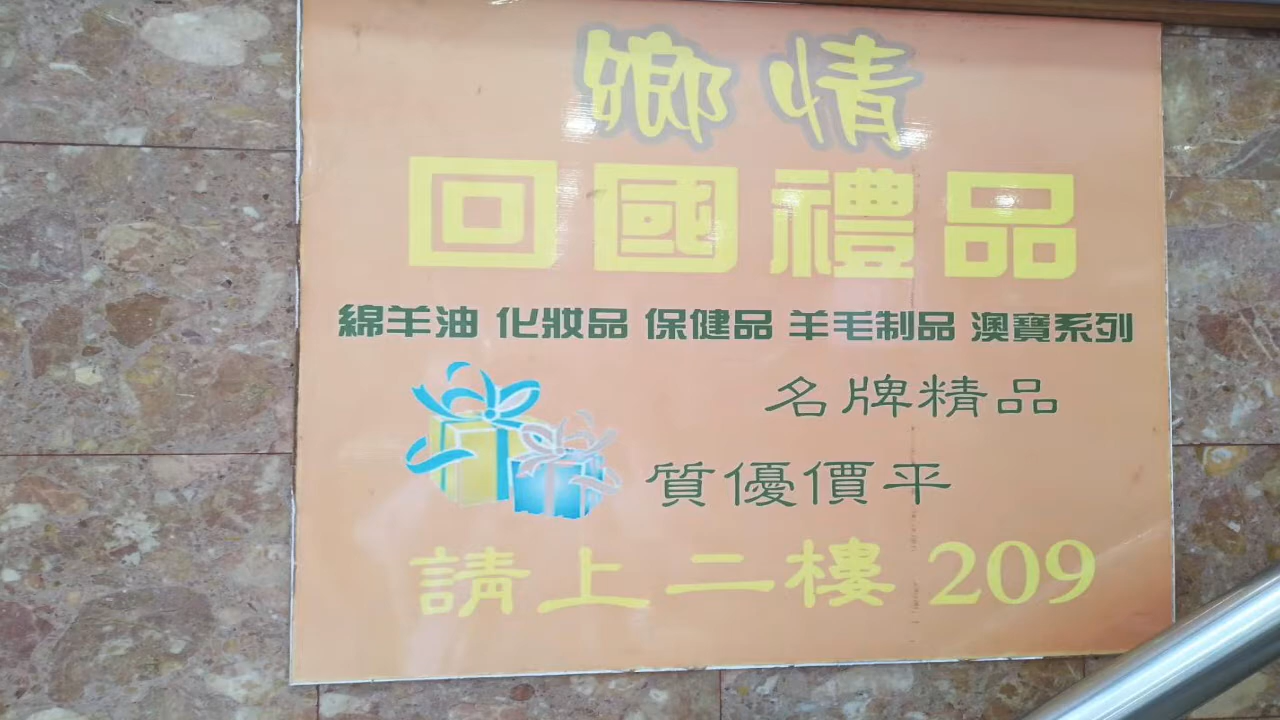 鄉情
回國禮品
綿羊油 化妝品 保健品 羊毛制品 澳寶系列
名牌精品
質優價平
請上二樓 209